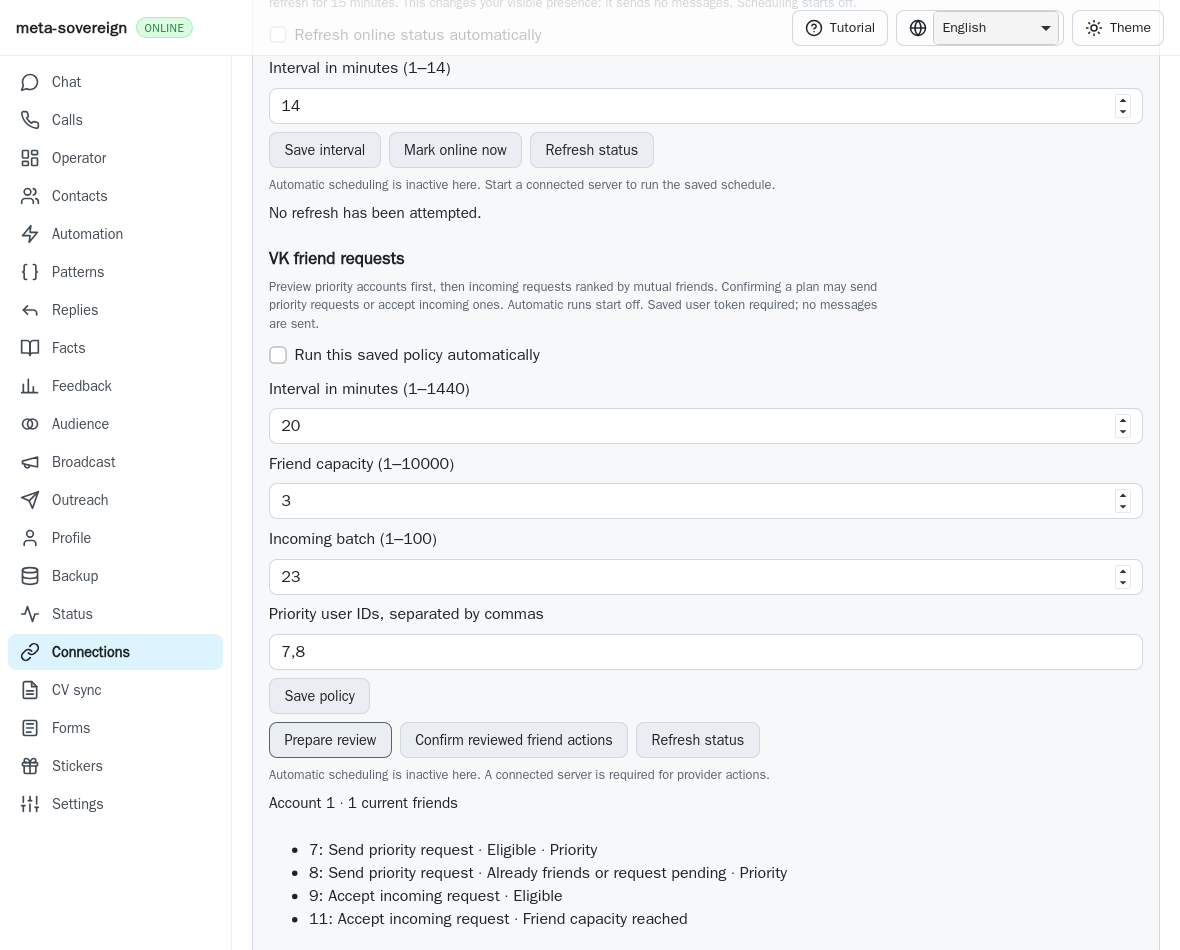 meta-sovereign ONLINE
refresh for 15 minutes. This changes your visible presence; it sends no messages. Scheduling starts off.
Refresh online status automatically
Tutorial
English
Theme
Chat
Calls
Operator
Contacts
Automation
Patterns
Replies
Facts
Feedback
Audience
Broadcast
Outreach
Profile
Backup
Status
Connections
CV sync
Forms
Stickers
Settings
Interval in minutes (1–14)
14
Save interval Mark online now Refresh status
Automatic scheduling is inactive here. Start a connected server to run the saved schedule.
No refresh has been attempted.
VK friend requests
Preview priority accounts first, then incoming requests ranked by mutual friends. Confirming a plan may send
priority requests or accept incoming ones. Automatic runs start off. Saved user token required; no messages
are sent.
Run this saved policy automatically
Interval in minutes (1–1440)
20
Friend capacity (1–10000)
3
Incoming batch (1–100)
23
Priority user IDs, separated by commas
7,8
Save policy
Prepare review Confirm reviewed friend actions Refresh status
Automatic scheduling is inactive here. A connected server is required for provider actions.
Account 1 · 1 current friends
• 7: Send priority request · Eligible · Priority
• 8: Send priority request · Already friends or request pending · Priority
• 9: Accept incoming request · Eligible
• 11: Accept incoming request · Friend capacity reached